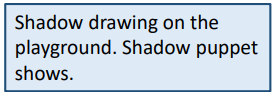 Shadow drawing on the
playground. Shadow puppet
shows.